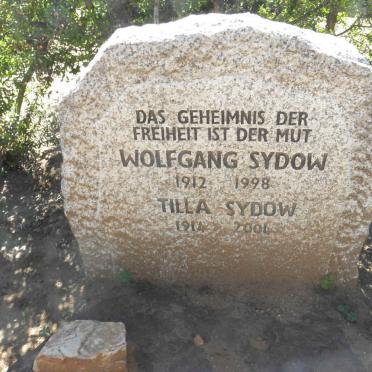 DAS GEHEIMNIS DER
FREIHEIT IST DER MUT
WOLFGANG SYDOW
1912 1998
TILLA SYDOW
1914 2006